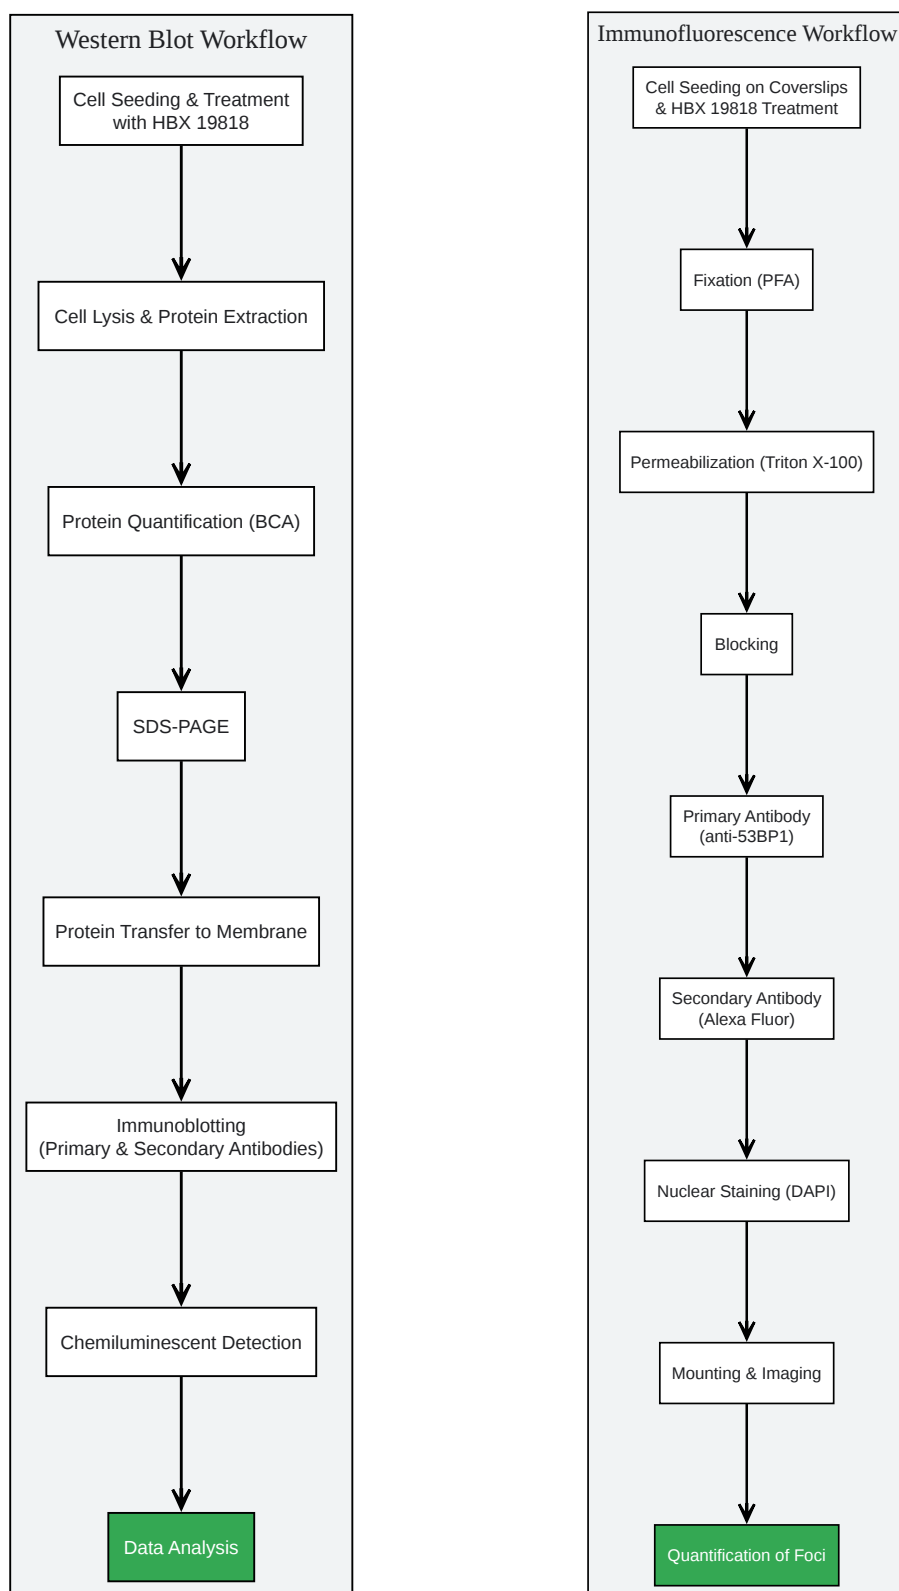 Western Blot Workflow
Cell Seeding & Treatment
with HBX 19818
Cell Lysis & Protein Extraction
Protein Quantification (BCA)
SDS-PAGE
Protein Transfer to Membrane
Immunoblotting
(Primary & Secondary Antibodies)
Chemiluminescent Detection
Data Analysis
Immunofluorescence Workflow
Cell Seeding on Coverslips
& HBX 19818 Treatment
Fixation (PFA)
Permeabilization (Triton X-100)
Blocking
Primary Antibody
(anti-53BP1)
Secondary Antibody
(Alexa Fluor)
Nuclear Staining (DAPI)
Mounting & Imaging
Quantification of Foci